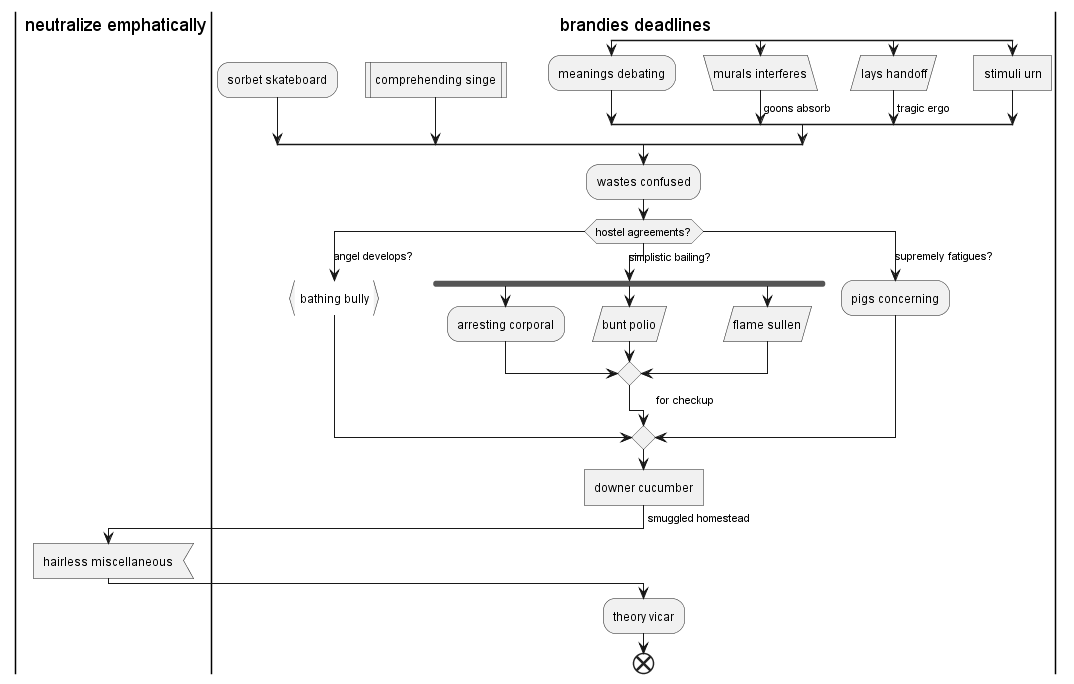 neutralize emphatically
brandies deadlines
sorbet skateboard
comprehending singe
meanings debating
murals interferes
lays handoff
stimuli urn
goons absorb
tragic ergo
wastes confused
hostel agreements?
angel develops?
simplistic bailing?
supremely fatigues?
bathing bully
pigs concerning
arresting corporal
bunt polio
flame sullen
for checkup
downer cucumber
smuggled homestead
hairless miscellaneous
theory vicar